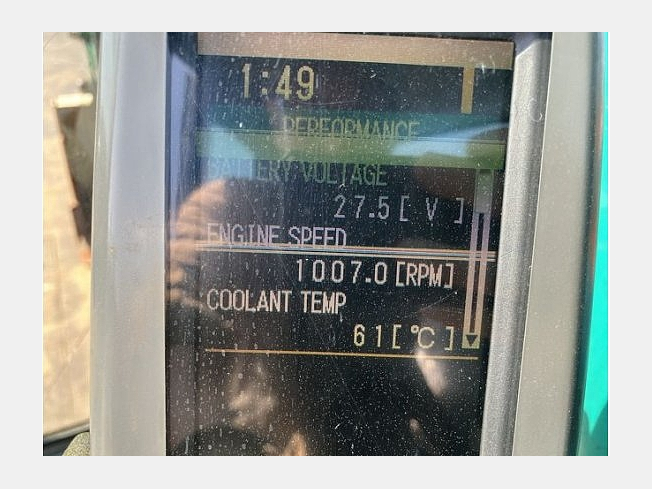 1:49
PERFORMANCE
BATTERY VOLTAGE
27.5[ V ]
ENGINE SPEED
1007.0[RPM]
COOLANT TEMP
61[ °C ]